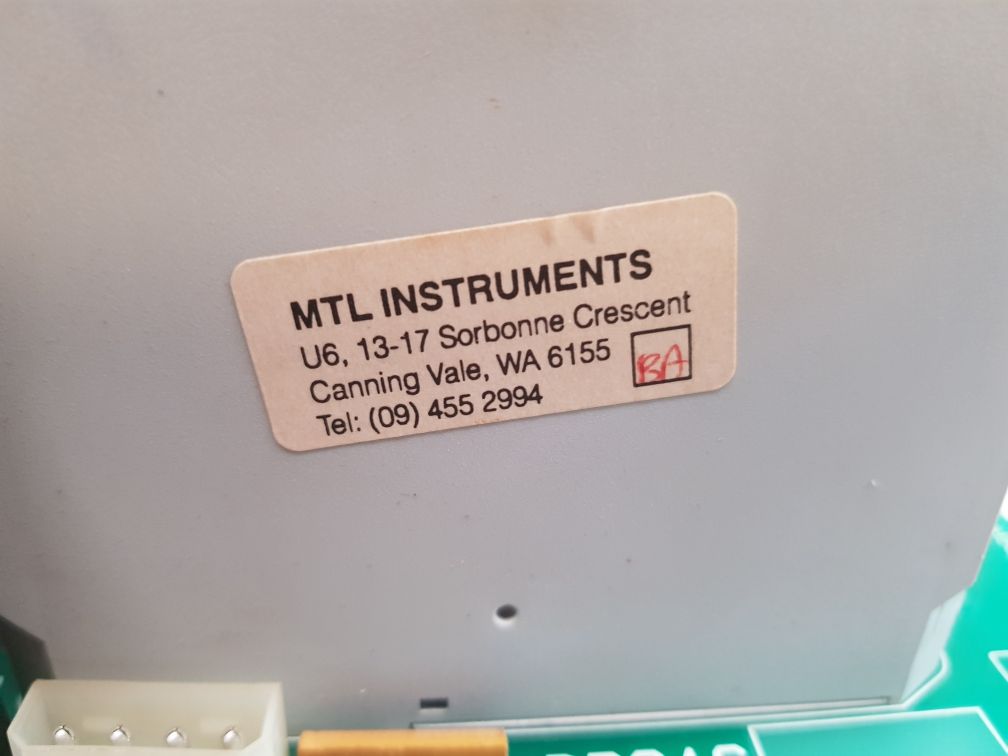 MTL INSTRUMENTS
U6, 13-17 Sorbonne Crescent
Canning Vale, WA 6155
BA
Tel: (09) 455 2994